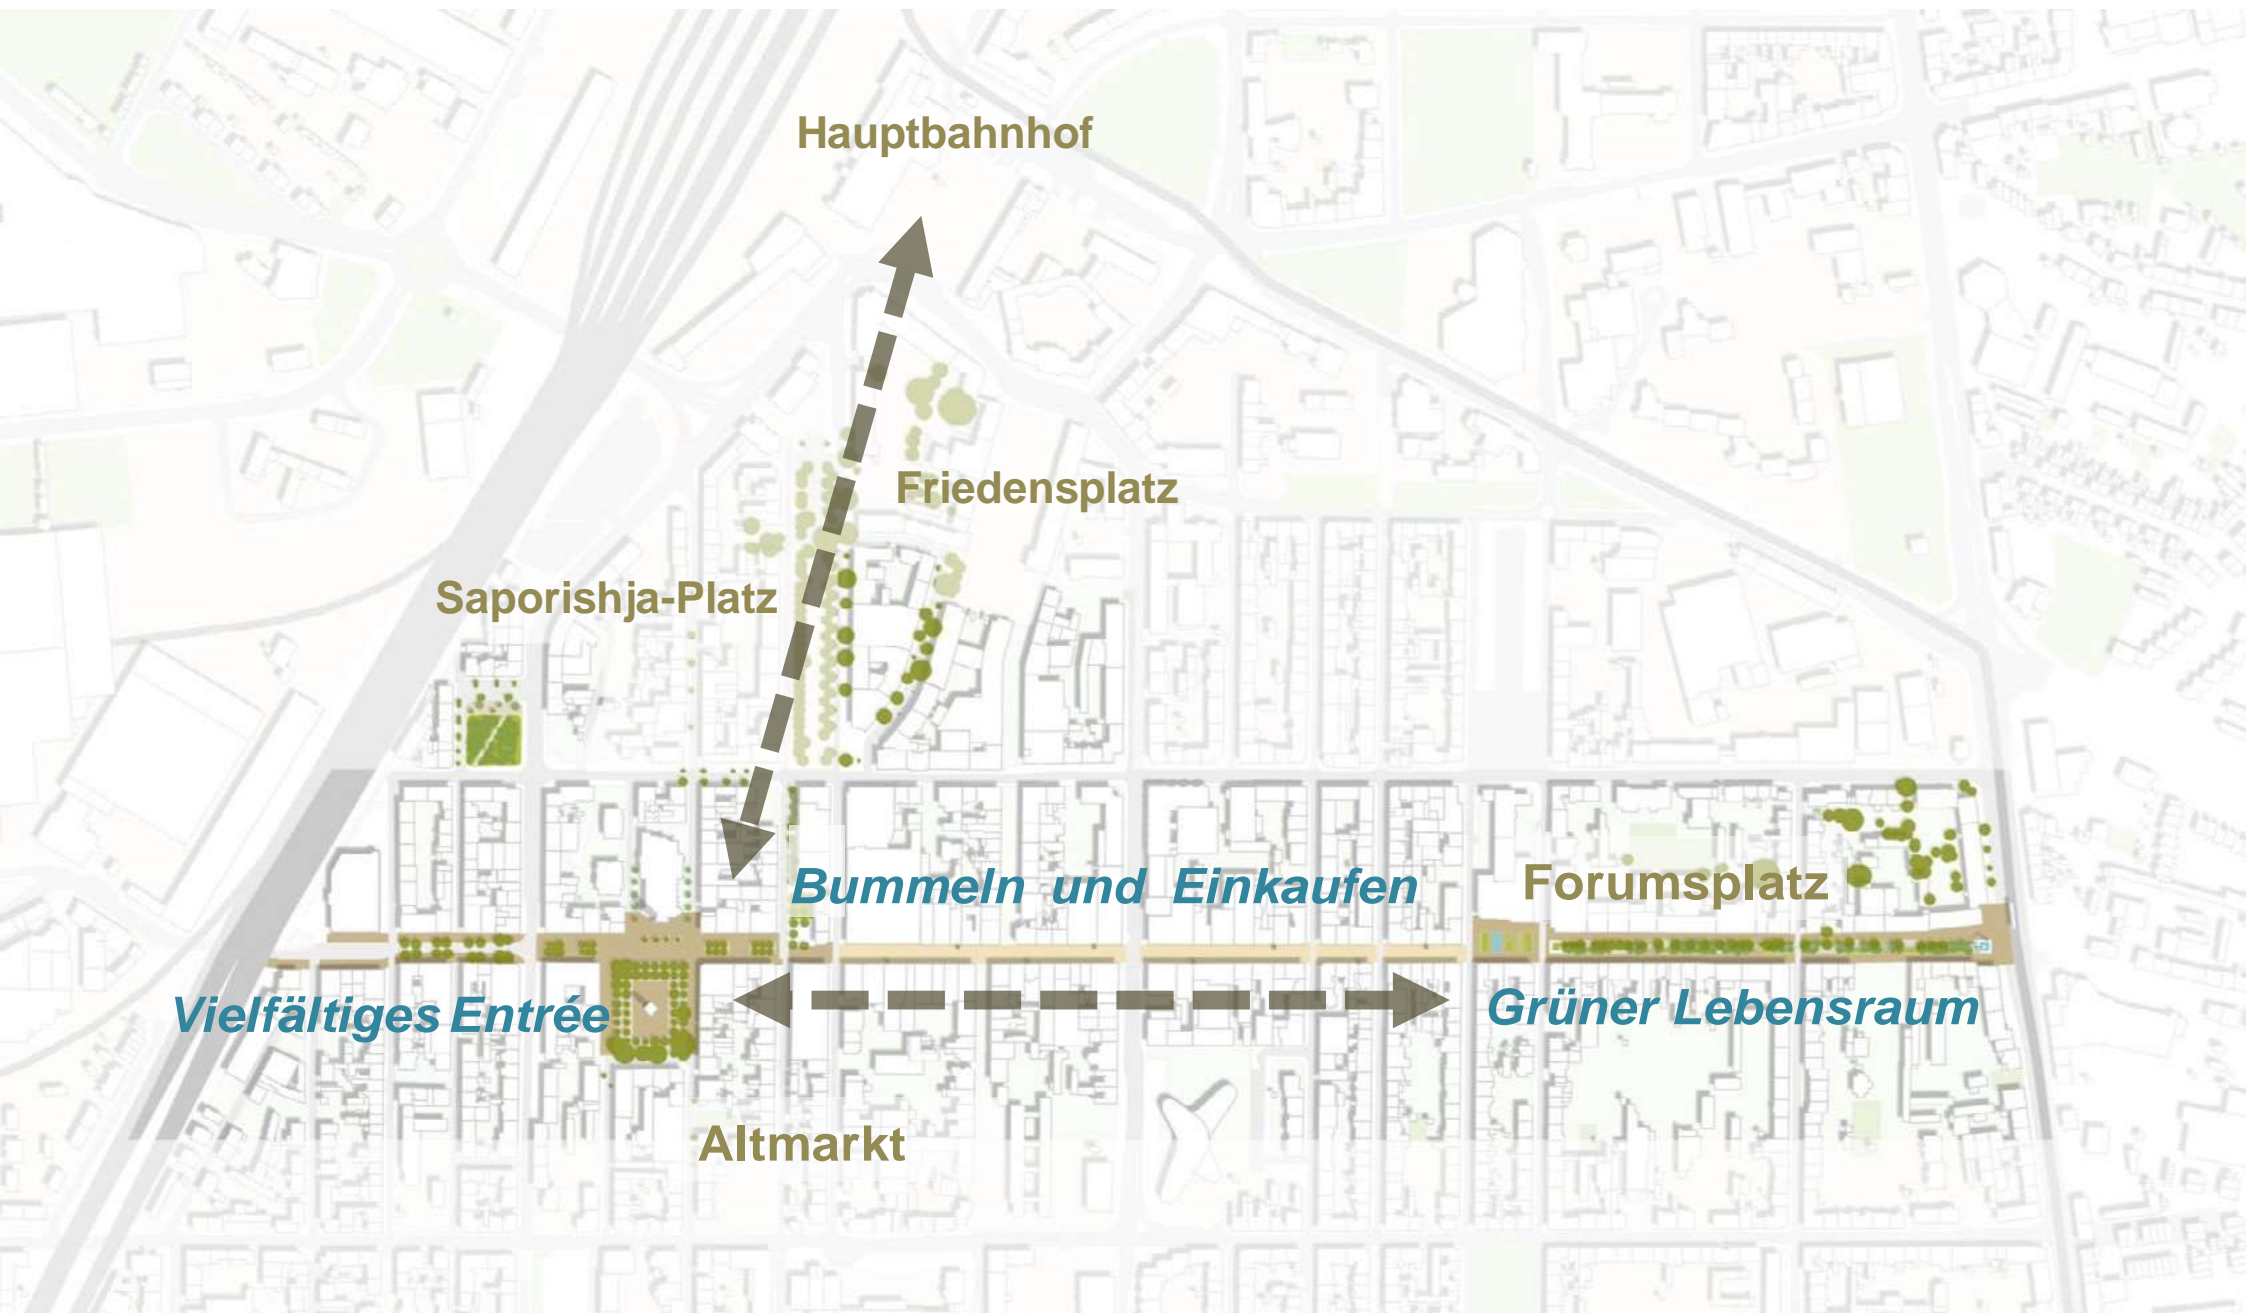 Hauptbahnhof
Friedensplatz
Saporishja-Platz
Bummeln und Einkaufen
Forumsplatz
Vielfältiges Entrée
Grüner Lebensraum
Altmarkt